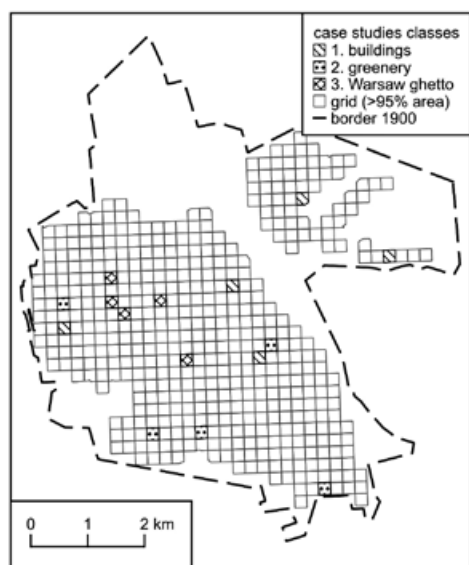 case studies classes
1. buildings
2. greenery
3. Warsaw ghetto
grid (>95% area)
border 1900
0 1 2 km